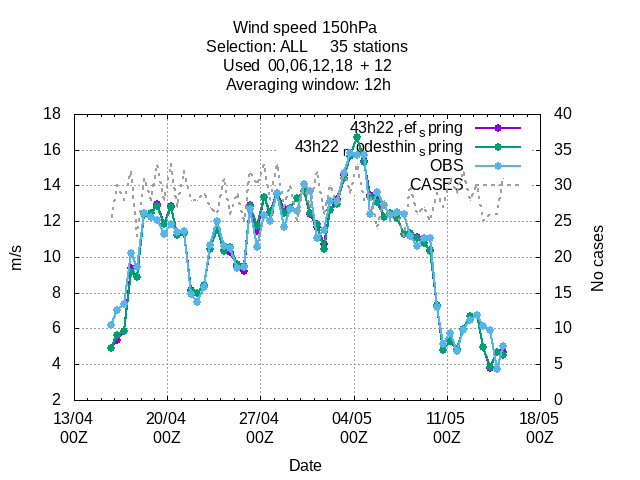 Wind speed 150hPa
Selection: ALL 35 stations
Used 00,06,12,18 + 12
Averaging window: 12h
18 40
43h22 ref spring
16 35
43h22 modesthin spring
OBS
14 30
CASES
12 25
10 20
8 15
6 10
4 5
2 0
m/s
No cases
13/04 20/04 27/04 04/05 11/05 18/05
00Z 00Z 00Z 00Z 00Z 00Z
Date